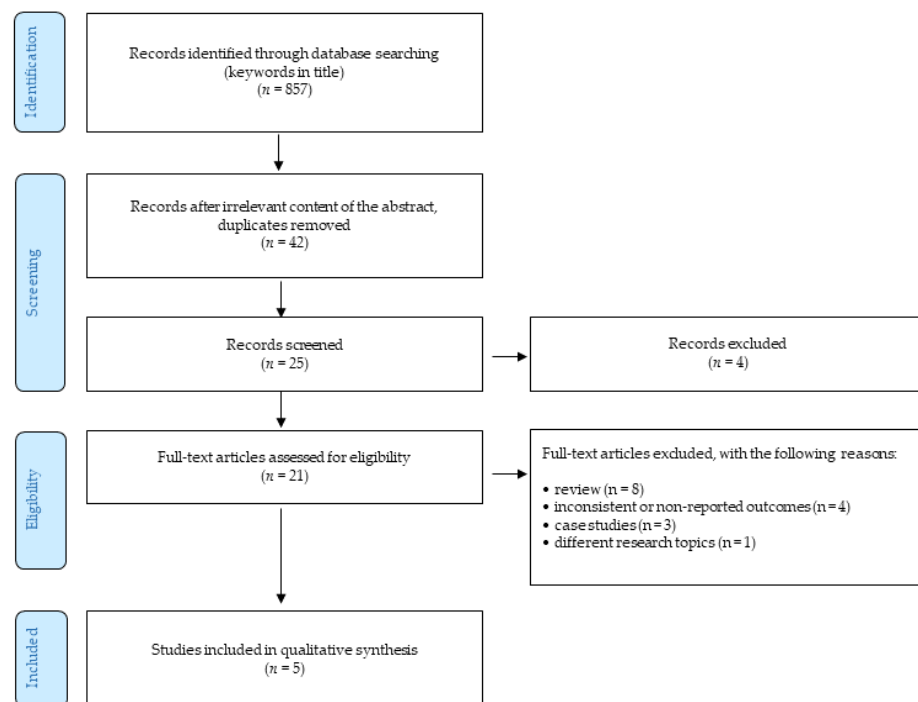 Identification
Records identified through database searching
(keywords in title)
(n = 857)
Screening
Records after irrelevant content of the abstract,
duplicates removed
(n = 42)
Records screened
(n = 25)
Records excluded
(n = 4)
Eligibility
Full-text articles assessed for eligibility
(n = 21)
Full-text articles excluded, with the following reasons:
• review (n = 8)
• inconsistent or non-reported outcomes (n = 4)
• case studies (n = 3)
• different research topics (n = 1)
Included
Studies included in qualitative synthesis
(n = 5)